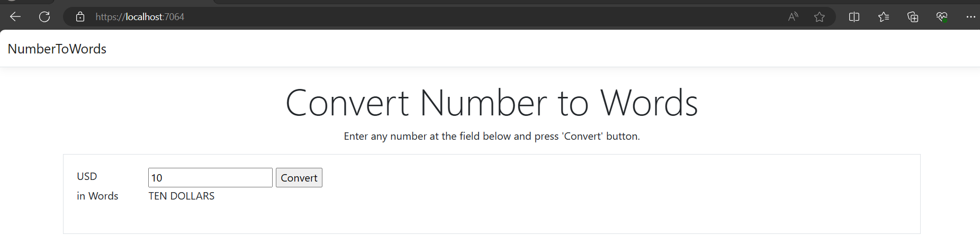 https://localhost:7064
NumberToWords
Convert Number to Words
Enter any number at the field below and press 'Convert' button.
USD 10 Convert
in Words TEN DOLLARS